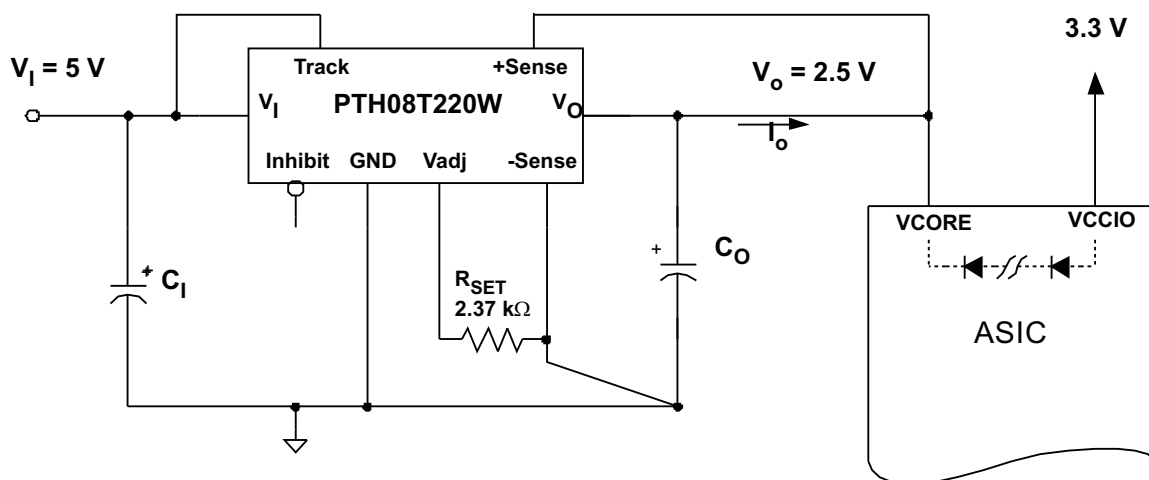 3.3 V
V_I = 5 V
Track
+Sense
V_o = 2.5 V
V_I
PTH08T220W
V_O
I_o
Inhibit
GND
Vadj
-Sense
VCORE
VCCIO
+
C_I
+
C_O
R_SET
2.37 kΩ
ASIC